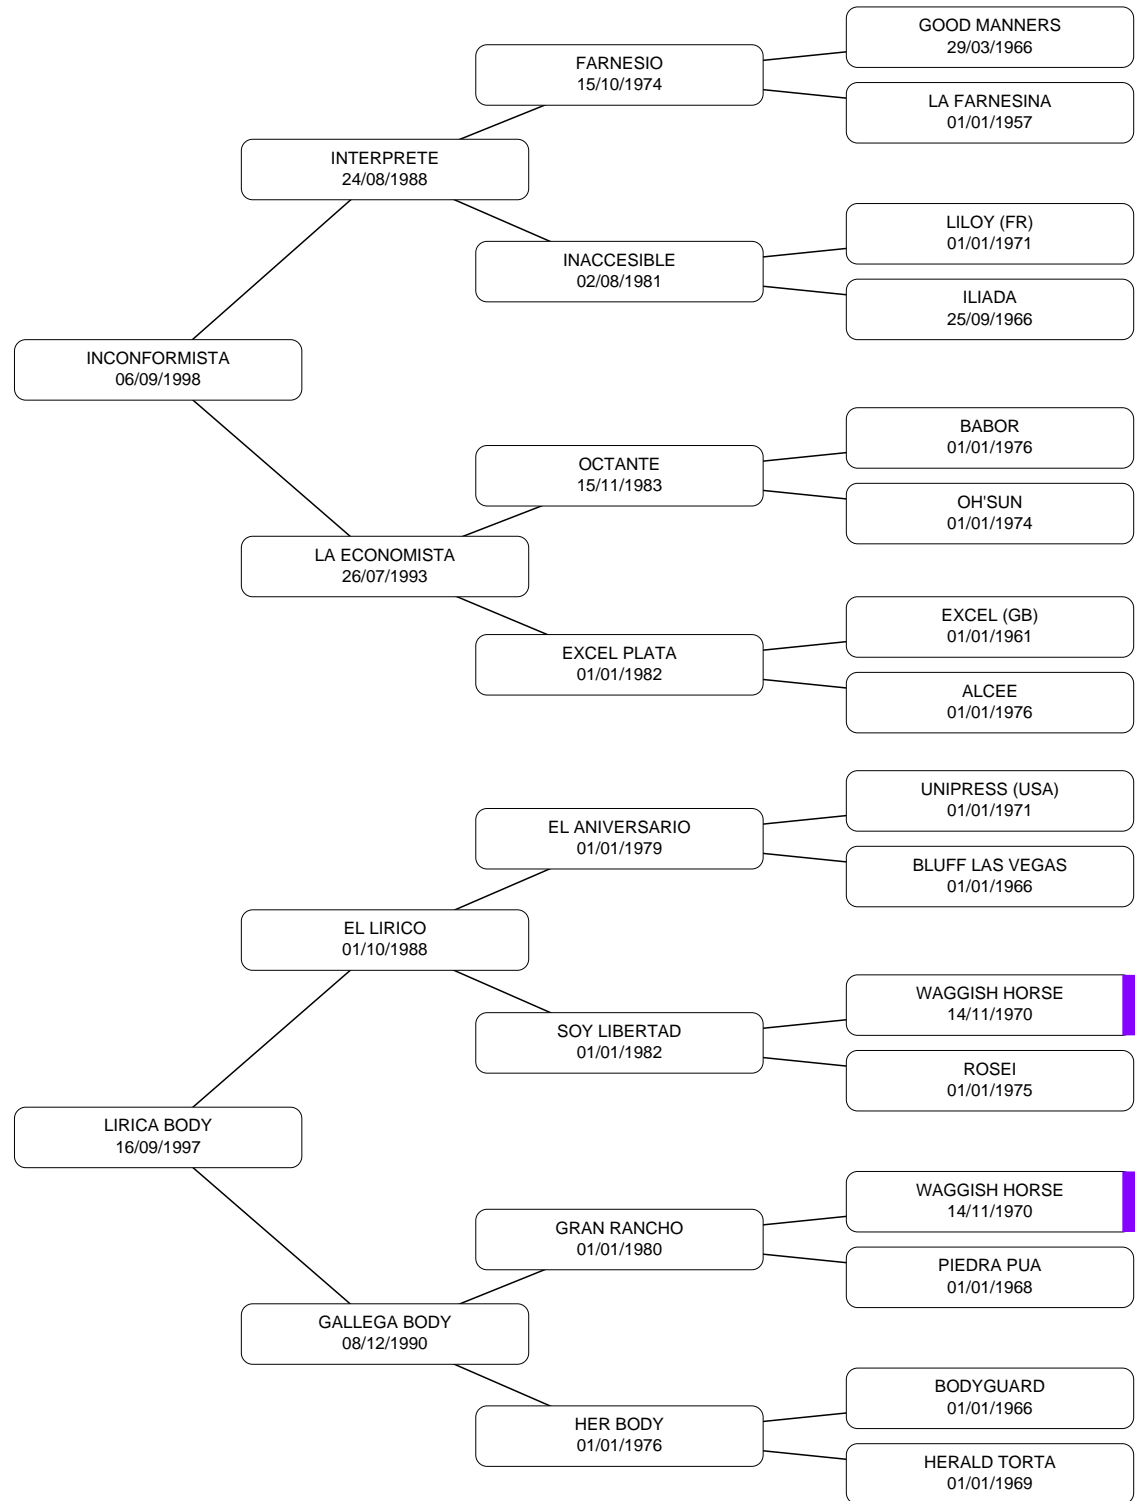 GOOD MANNERS
29/03/1966
FARNESIO
15/10/1974
LA FARNESINA
01/01/1957
INTERPRETE
24/08/1988
LILOY (FR)
01/01/1971
INACCESIBLE
02/08/1981
ILIADA
25/09/1966
INCONFORMISTA
06/09/1998
BABOR
01/01/1976
OCTANTE
15/11/1983
OH'SUN
01/01/1974
LA ECONOMISTA
26/07/1993
EXCEL (GB)
01/01/1961
EXCEL PLATA
01/01/1982
ALCEE
01/01/1976
UNIPRESS (USA)
01/01/1971
EL ANIVERSARIO
01/01/1979
BLUFF LAS VEGAS
01/01/1966
EL LIRICO
01/10/1988
WAGGISH HORSE
14/11/1970
SOY LIBERTAD
01/01/1982
ROSEI
01/01/1975
LIRICA BODY
16/09/1997
WAGGISH HORSE
14/11/1970
GRAN RANCHO
01/01/1980
PIEDRA PUA
01/01/1968
GALLEGA BODY
08/12/1990
BODYGUARD
01/01/1966
HER BODY
01/01/1976
HERALD TORTA
01/01/1969